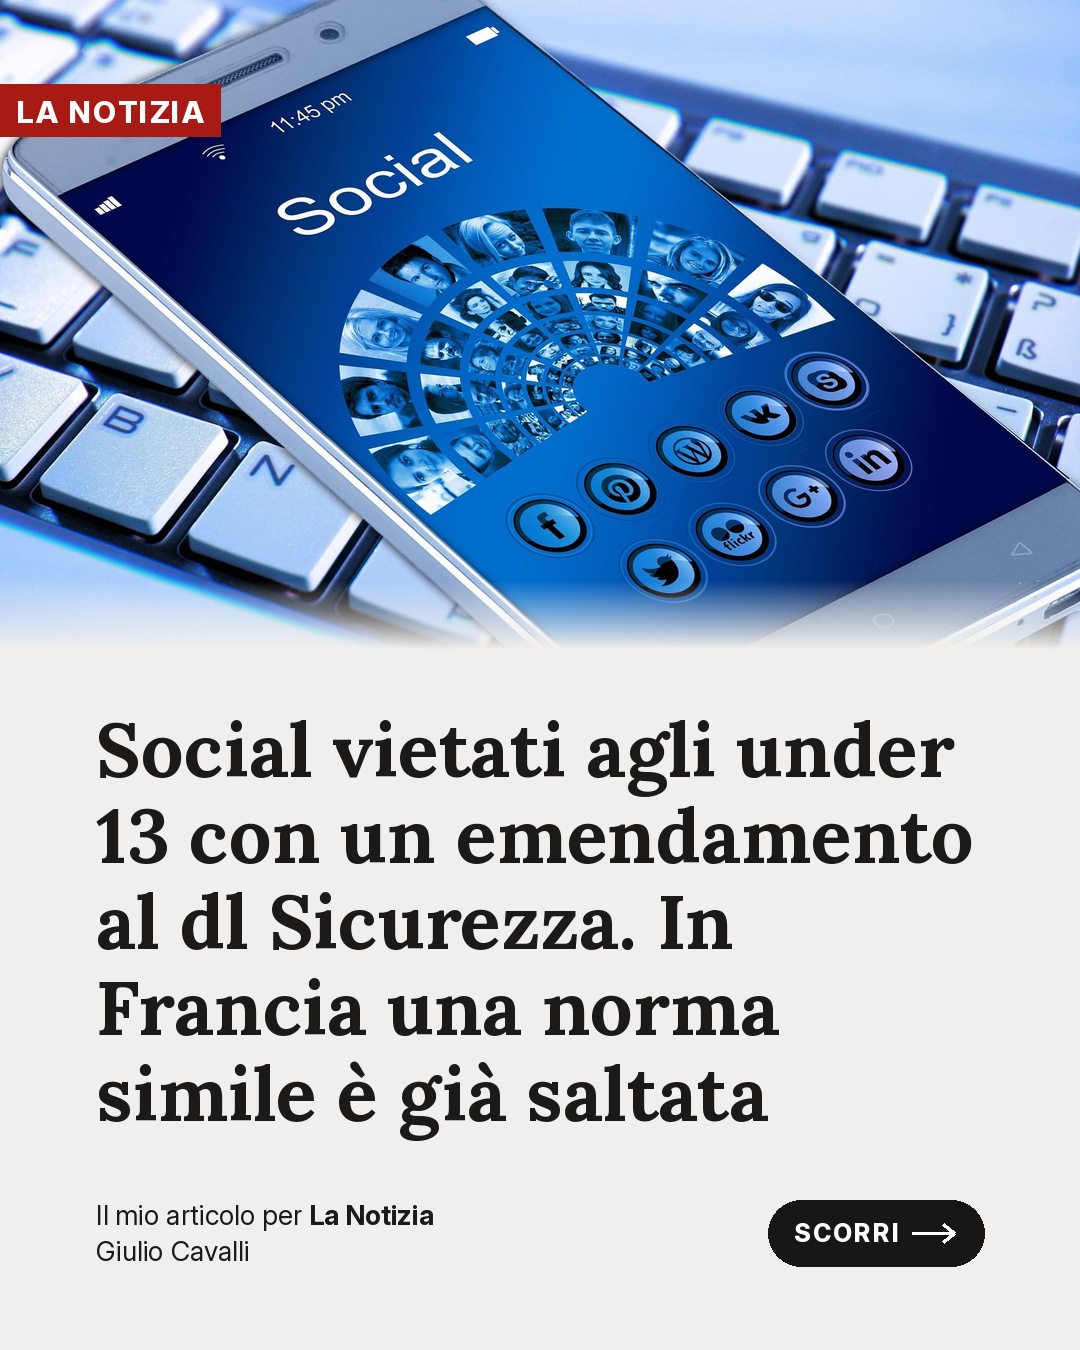 LA NOTIZIA
11:45 pm
Social
flickr
F
B
N
Social vietati agli under
13 con un emendamento
al dl Sicurezza. In
Francia una norma
simile è già saltata
Il mio articolo per La Notizia
Giulio Cavalli
SCORRI